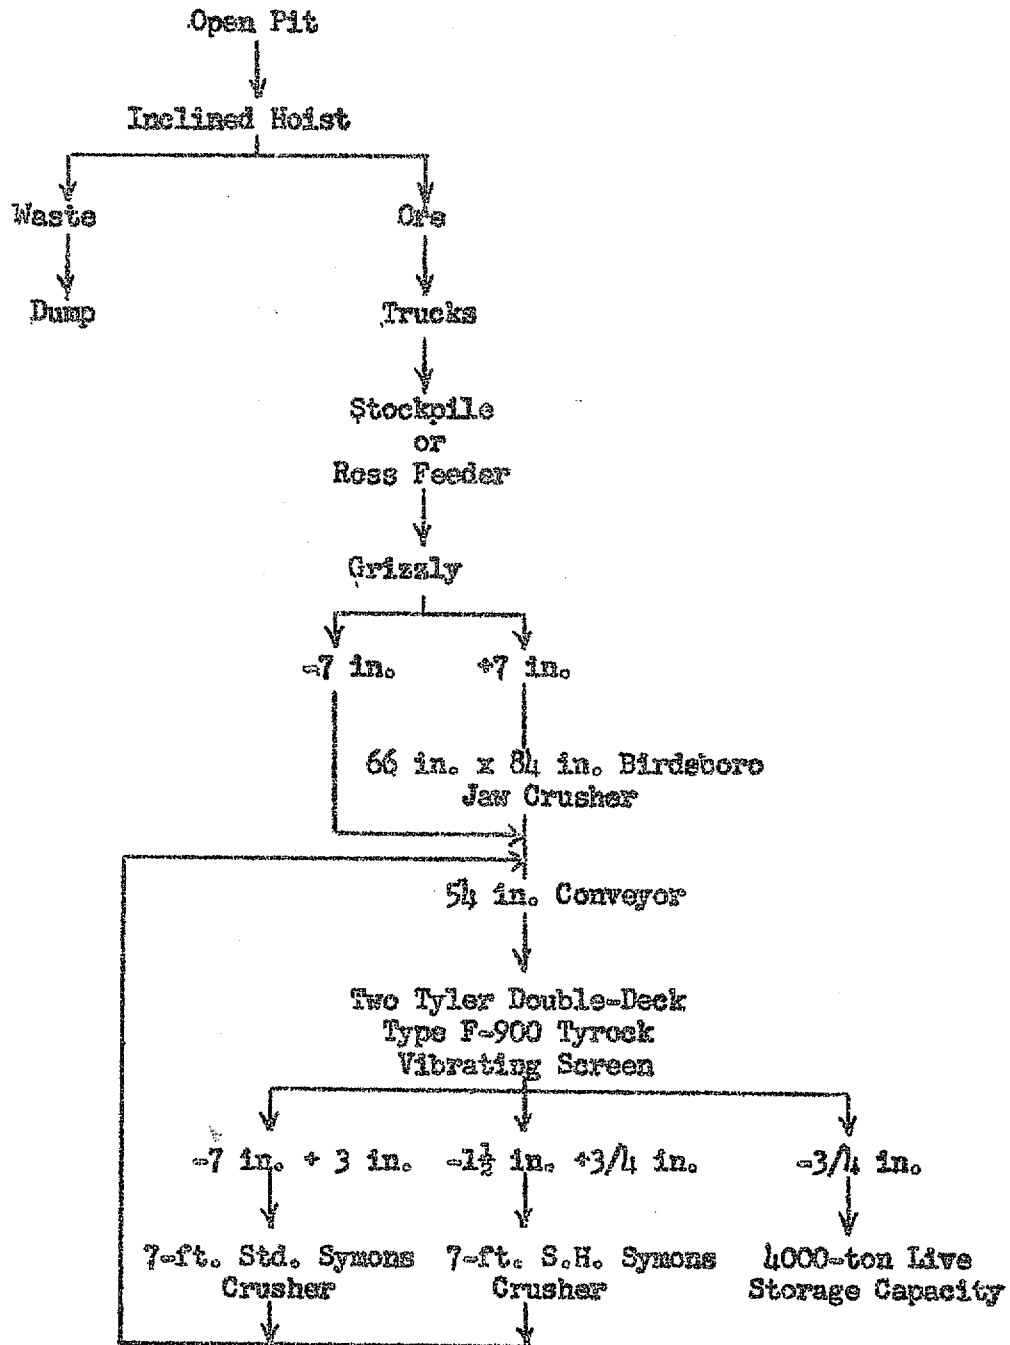 Open Pit
Inclined Hoist
Waste
Ore
Dump
Trucks
Stockpile
or
Ross Feeder
Grizzly
-7 in.
+7 in.
66 in. x 84 in. Birdsboro
Jaw Crusher
54 in. Conveyor
Two Tyler Double-Deck
Type F-900 Tyrock
Vibrating Screen
-7 in. + 3 in.
-1½ in. +3/4 in.
-3/4 in.
7-ft. Std. Symons
Crusher
7-ft. S.H. Symons
Crusher
4000-ton Live
Storage Capacity